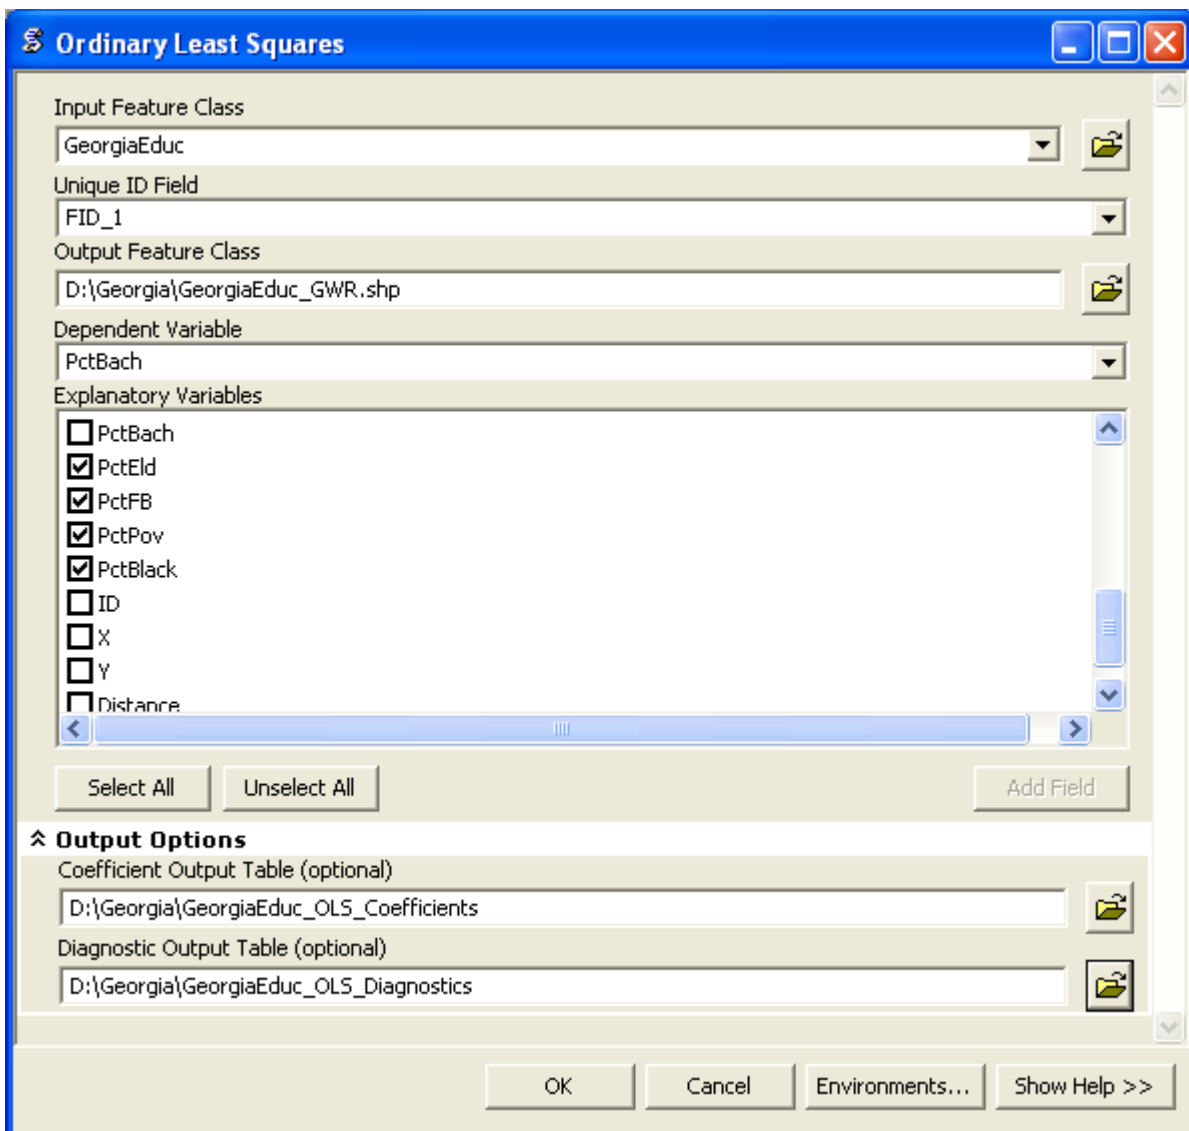 Ordinary Least Squares
Input Feature Class
GeorgiaEduc
Unique ID Field
FID_1
Output Feature Class
D:\Georgia\GeorgiaEduc_GWR.shp
Dependent Variable
PctBach
Explanatory Variables
PctBach
PctEld
PctFB
PctPov
PctBlack
ID
X
Y
Distance
Select All Unselect All Add Field
Output Options
Coefficient Output Table (optional)
D:\Georgia\GeorgiaEduc_OLS_Coefficients
Diagnostic Output Table (optional)
D:\Georgia\GeorgiaEduc_OLS_Diagnostics
OK Cancel Environments... Show Help >>